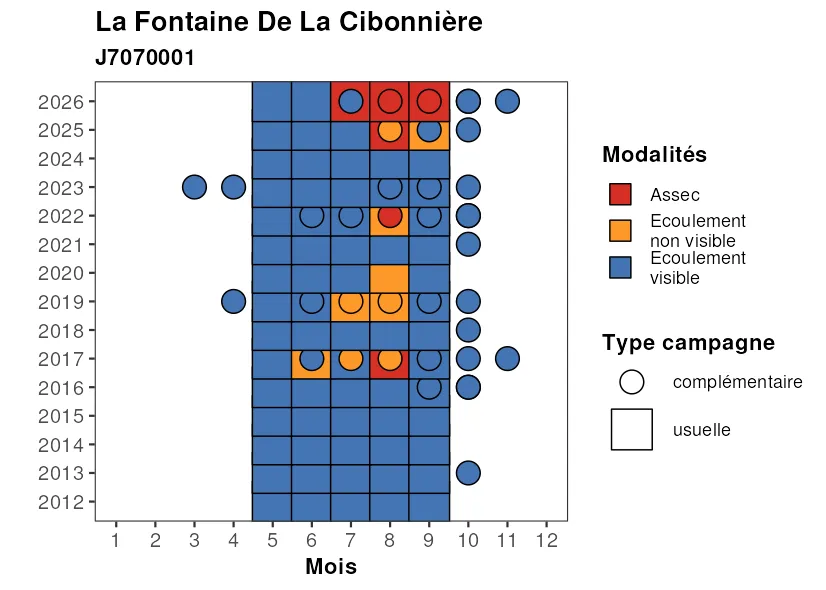 La Fontaine De La Cibonnière
J7070001
2026
2025
2024
2023
2022
2021
2020
2019
2018
2017
2016
2015
2014
2013
2012
1 2 3 4 5 6 7 8 9 10 11 12
Mois
Modalités
Assec
Ecoulement
non visible
Ecoulement
visible
Type campagne
complémentaire
usuelle